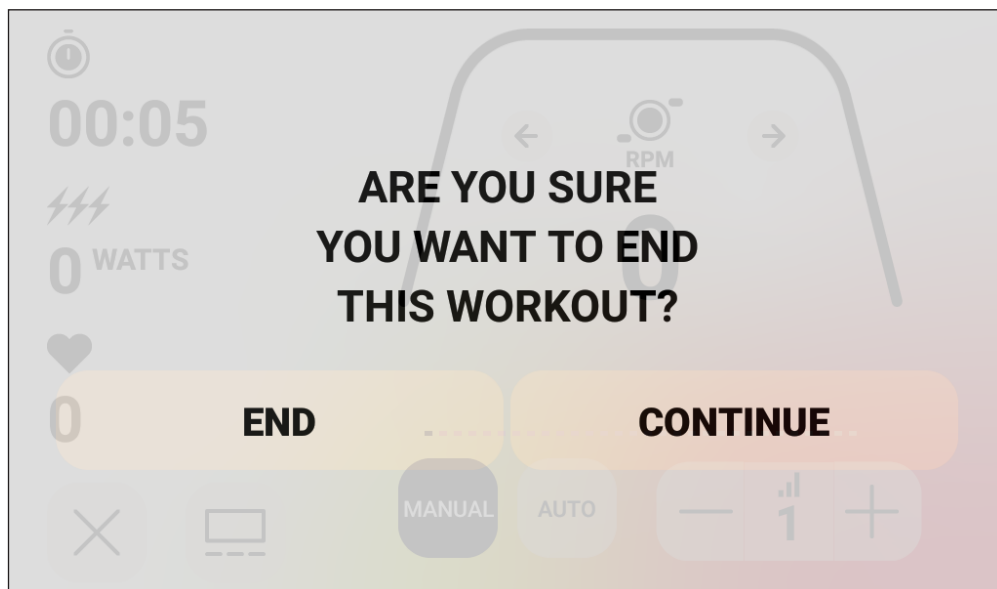 00:05
RPM
0
0 WATTS
ARE YOU SURE
YOU WANT TO END
THIS WORKOUT?
0
END
CONTINUE
MANUAL
AUTO
1